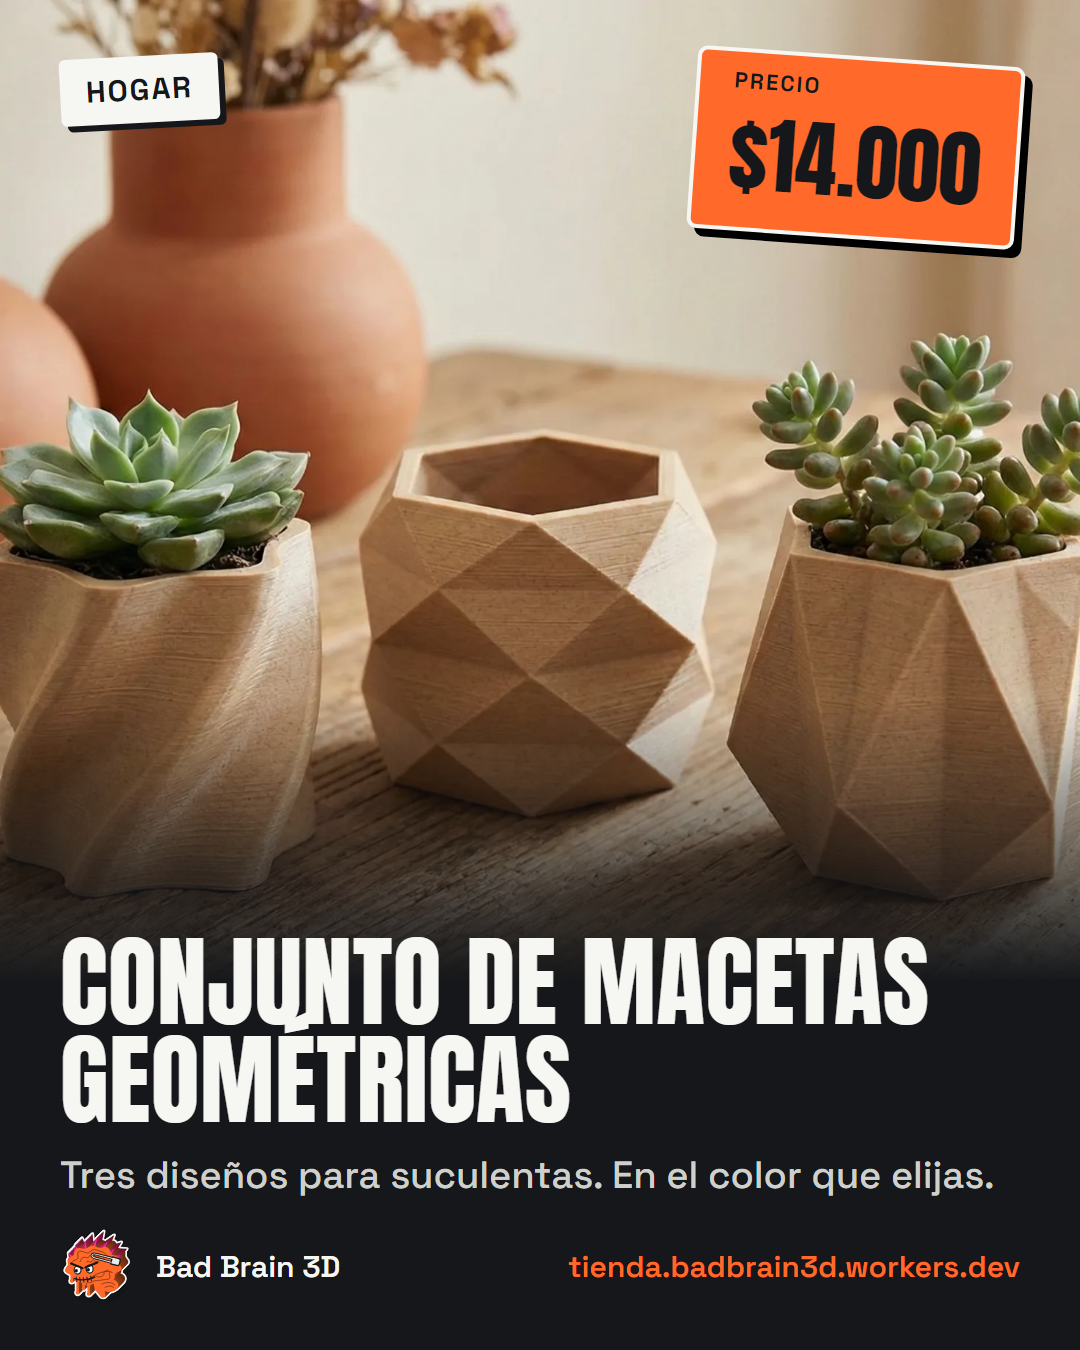 HOGAR
PRECIO
$14.000
CONJUNTO DE MACETAS
GEOMÉTRICAS
Tres diseños para suculentas. En el color que elijas.
Bad Brain 3D
tienda.badbrain3d.workers.dev